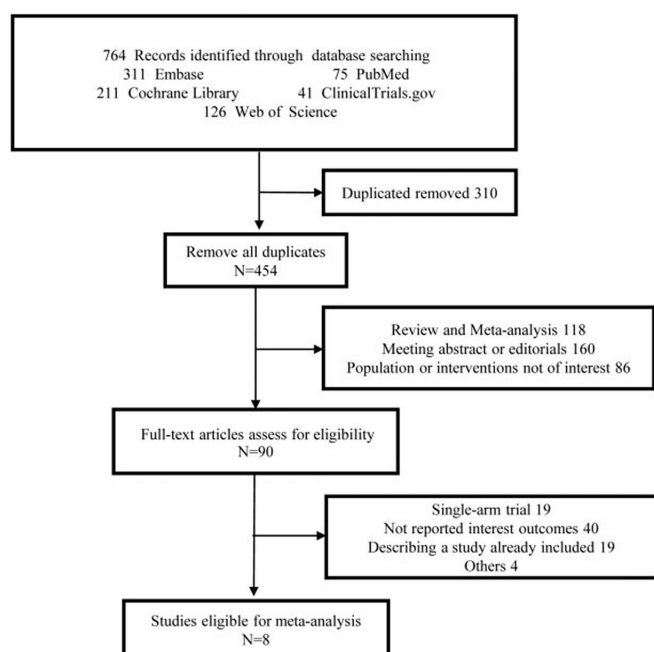 764 Records identified through database searching
311 Embase 75 PubMed
211 Cochrane Library 41 ClinicalTrials.gov
126 Web of Science
Duplicated removed 310
Remove all duplicates
N=454
Review and Meta-analysis 118
Meeting abstract or editorials 160
Population or interventions not of interest 86
Full-text articles assess for eligibility
N=90
Single-arm trial 19
Not reported interest outcomes 40
Describing a study already included 19
Others 4
Studies eligible for meta-analysis
N=8